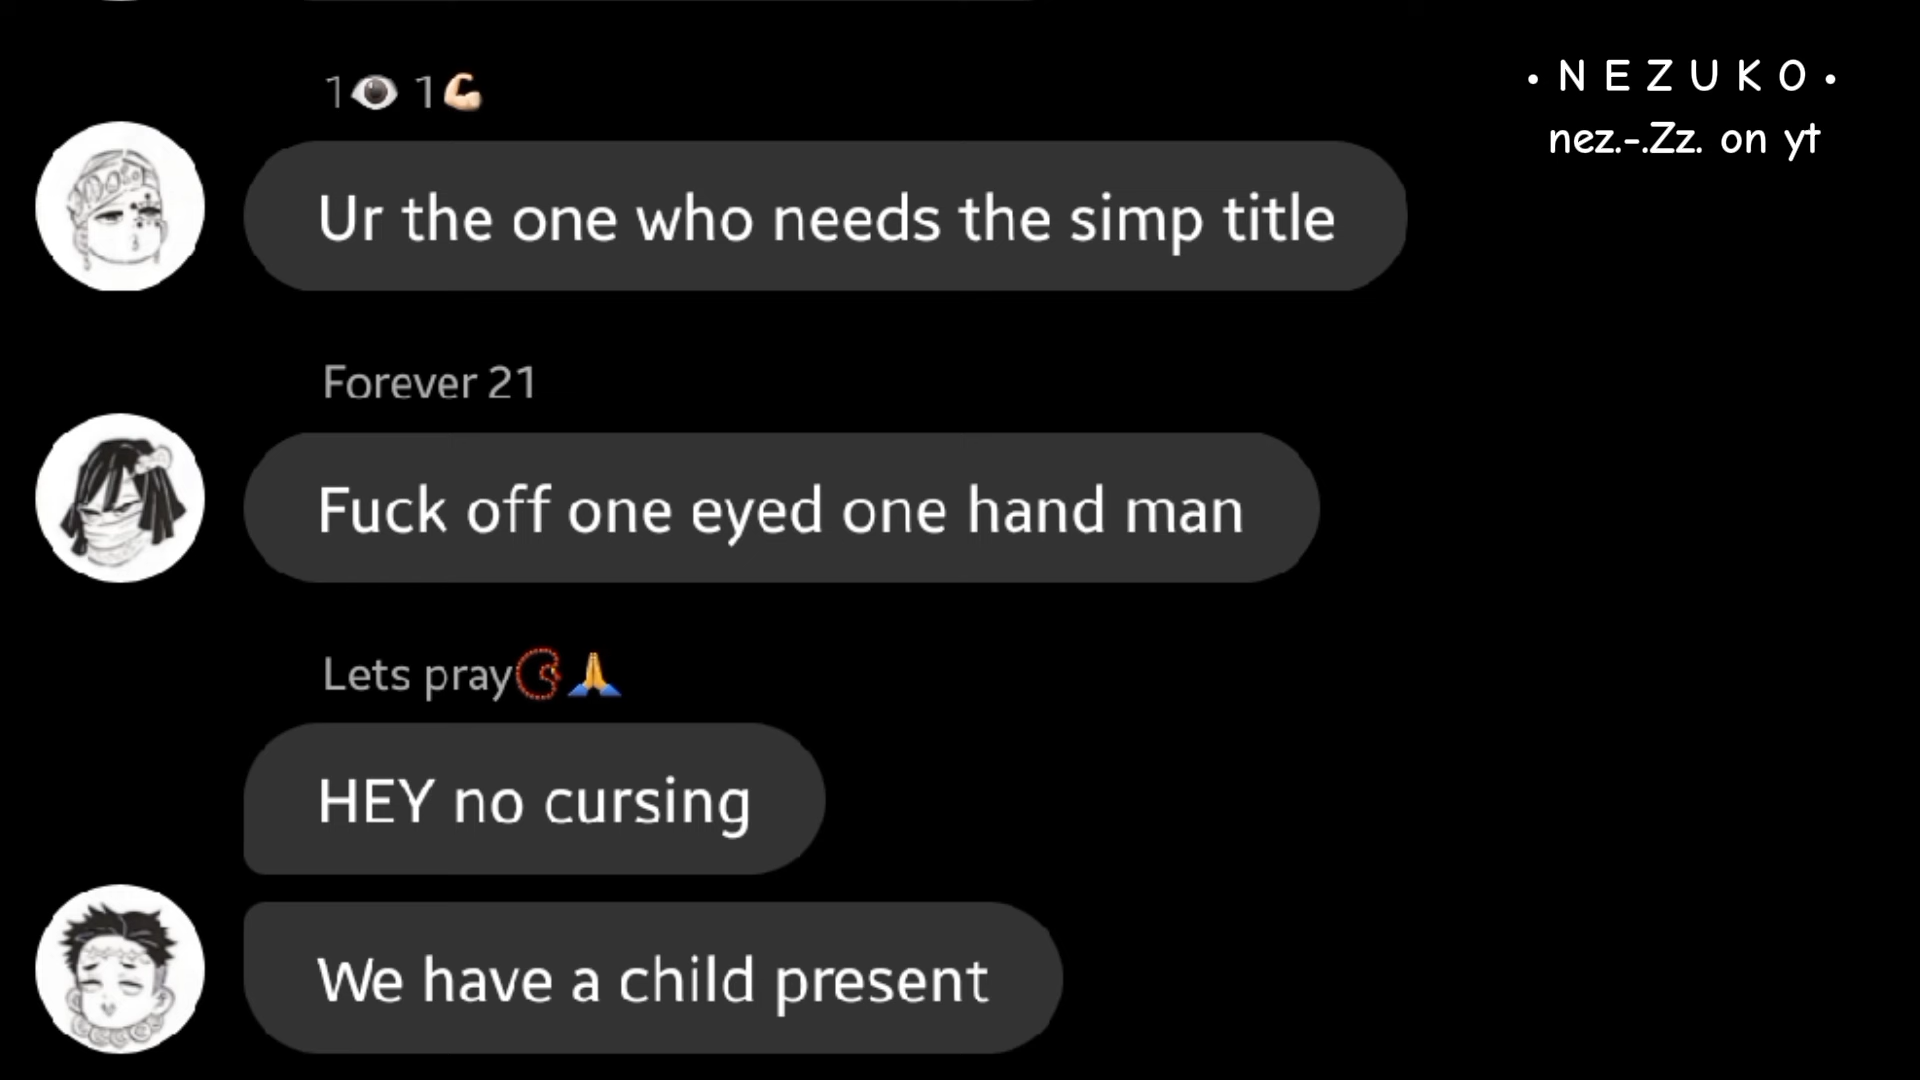 1👁 1💪🏻
• N E Z U K O •
nez.-.Zz. on yt
Ur the one who needs the simp title
Forever 21
Fuck off one eyed one hand man
Lets pray📿🙏
HEY no cursing
We have a child present